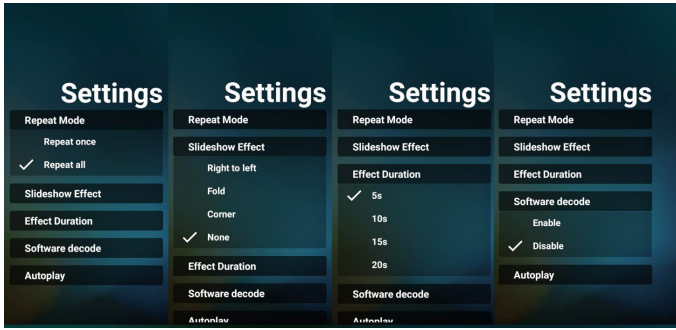 Settings
Repeat Mode
Repeat once
Repeat all
Slideshow Effect
Effect Duration
Software decode
Autoplay
Settings
Repeat Mode
Slideshow Effect
Right to left
Fold
Corner
None
Effect Duration
Software decode
Autoplay
Settings
Repeat Mode
Slideshow Effect
Effect Duration
5s
10s
15s
20s
Software decode
Autoplay
Settings
Repeat Mode
Slideshow Effect
Effect Duration
Software decode
Enable
Disable
Autoplay